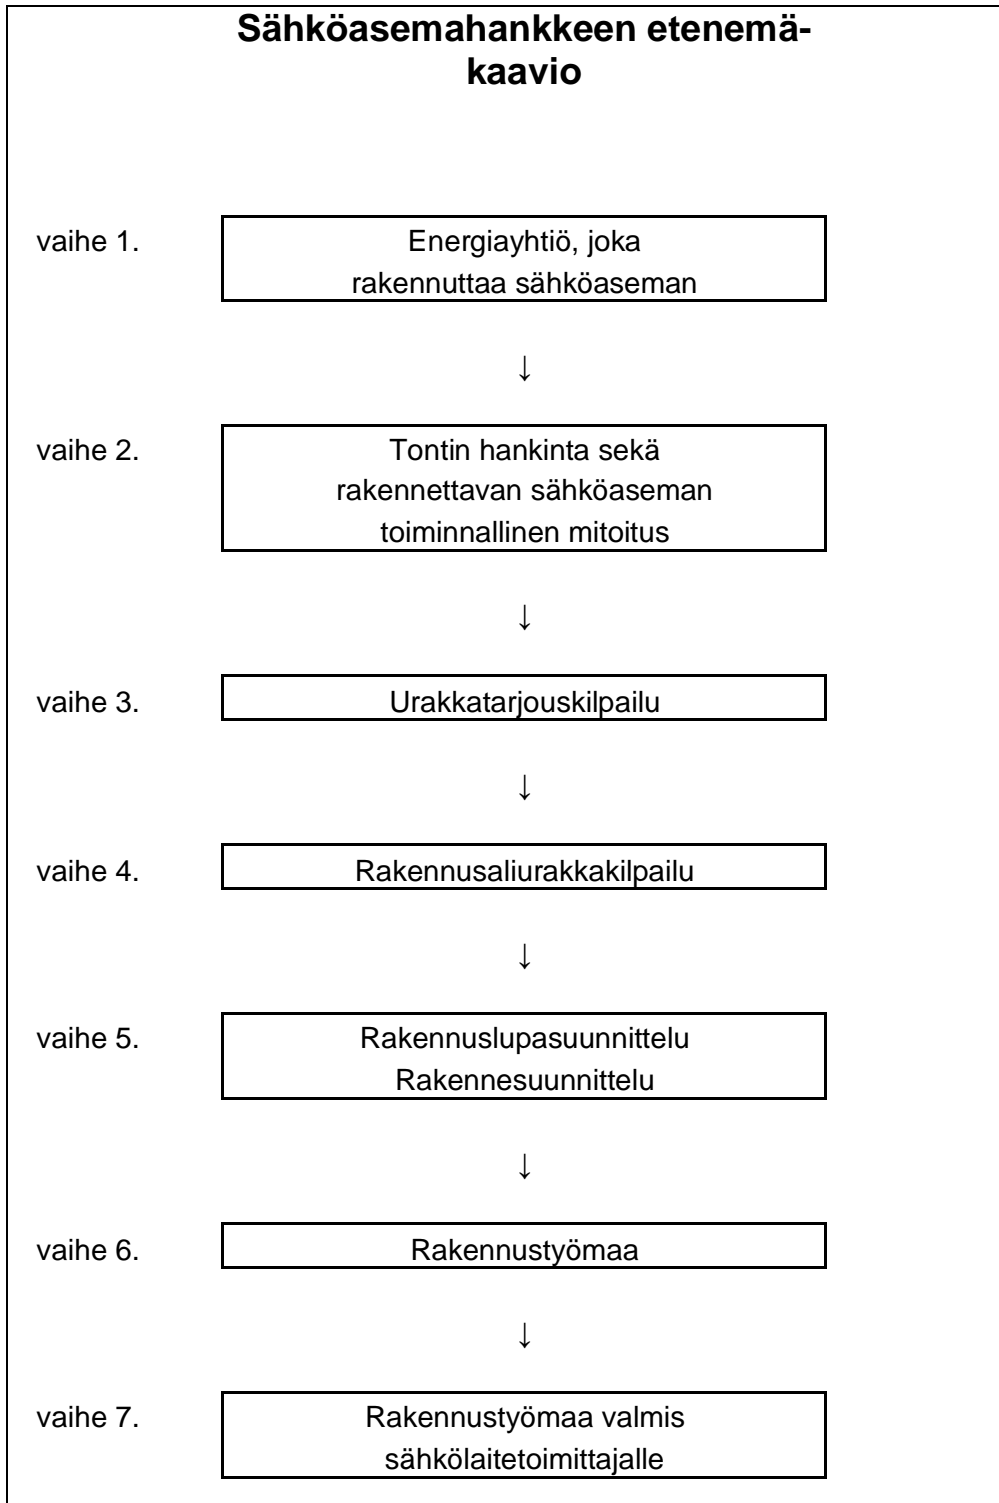 Sähköasemahankkeen etenemä-
kaavio
vaihe 1.
Energiayhtiö, joka
rakennuttaa sähköaseman
↓
vaihe 2.
Tontin hankinta sekä
rakennettavan sähköaseman
toiminnallinen mitoitus
↓
vaihe 3.
Urakkatarjouskilpailu
↓
vaihe 4.
Rakennusaliurakkakilpailu
↓
vaihe 5.
Rakennuslupasuunnittelu
Rakennesuunnittelu
↓
vaihe 6.
Rakennustyömaa
↓
vaihe 7.
Rakennustyömaa valmis
sähkölaitetoimittajalle